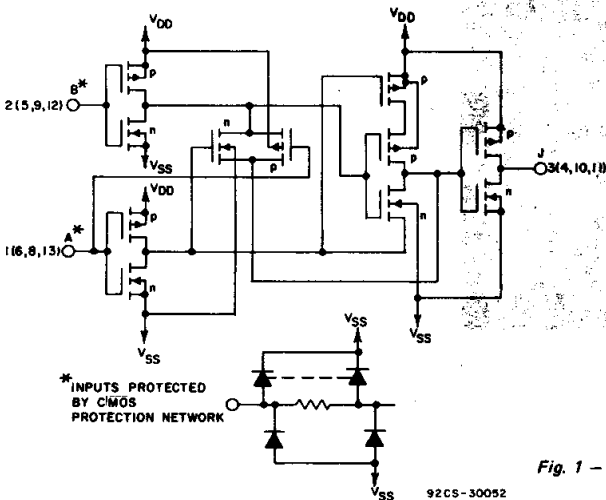 VDD
VDD
B*
p
p
2(5,9,12)
n
n
p
p
J
3(4,10,11)
VSS
VDD
p
n
n
A*
p
1(6,8,13)
n
VSS
VSS
VSS
*INPUTS PROTECTED
BY CMOS
PROTECTION NETWORK
VSS
Fig. 1 –
92CS-30052